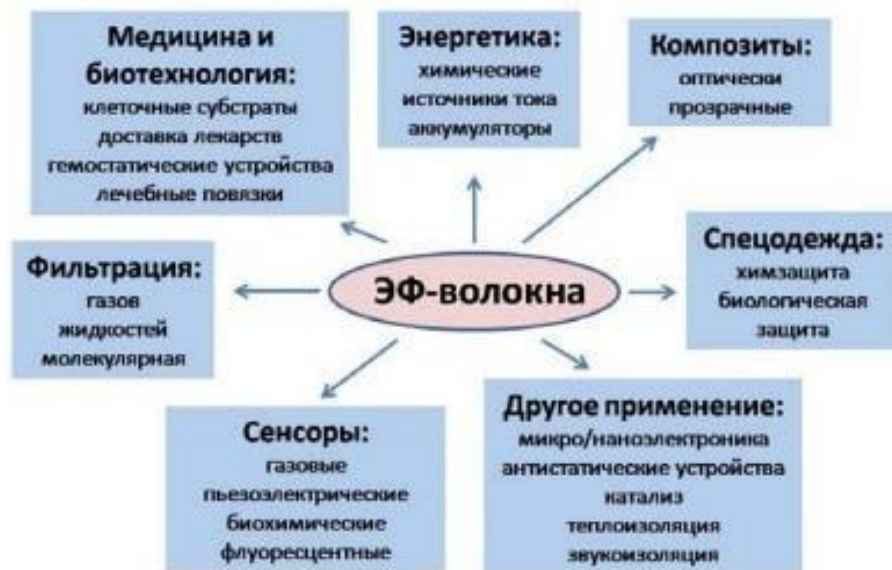 Медицина и
биотехнология:
клеточные субстраты
доставка лекарств
гемостатические устройства
лечебные повязки
Энергетика:
химические
источники тока
аккумуляторы
Композиты:
оптически
прозрачные
Фильтрация:
газов
жидкостей
молекулярная
ЭФ-волокна
Спецодежда:
химзащита
биологическая
защита
Сенсоры:
газовые
пьезоэлектрические
биохимические
флуоресцентные
Другое применение:
микро/наноэлектроника
антистатические устройства
катализ
теплоизоляция
звукоизоляция